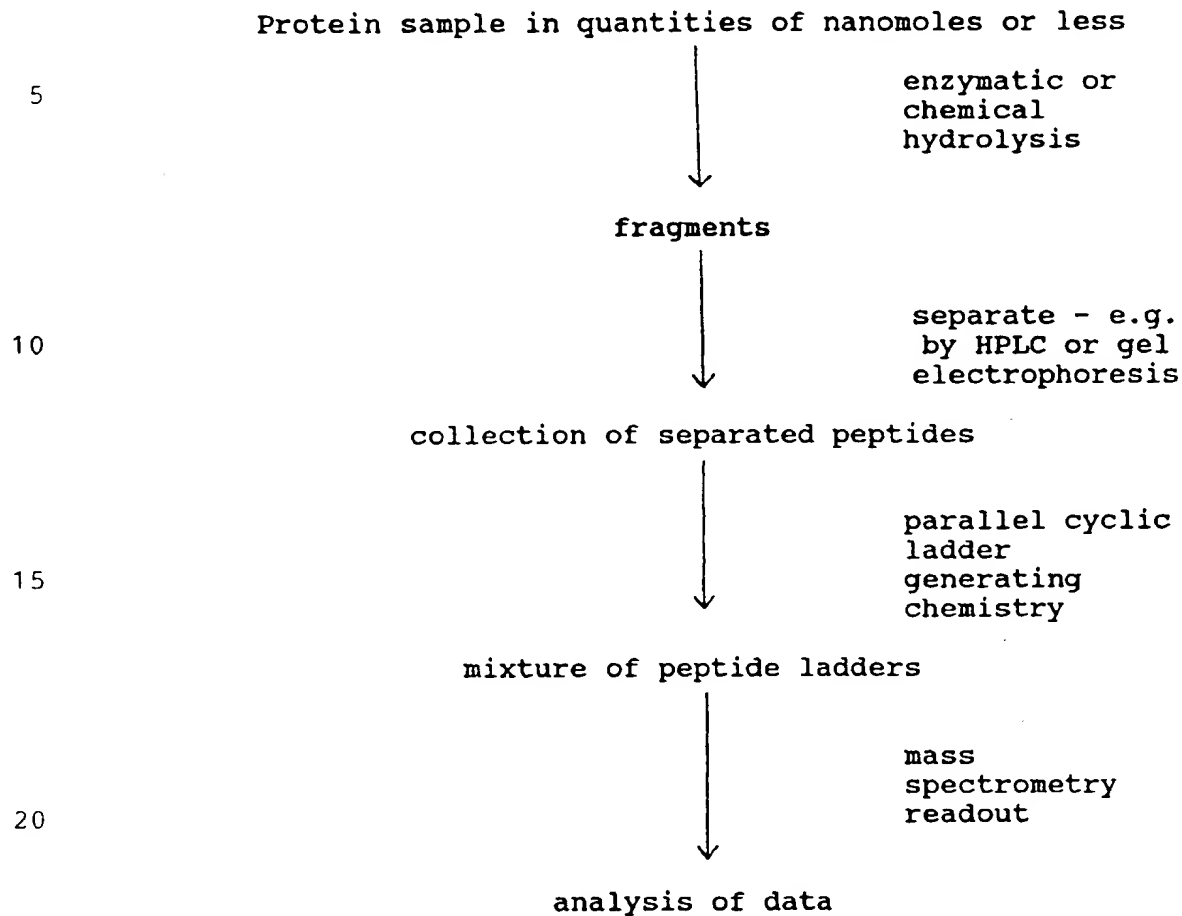 Protein sample in quantities of nanomoles or less
5
enzymatic or
chemical
hydrolysis
fragments
10
separate - e.g.
by HPLC or gel
electrophoresis
collection of separated peptides
15
parallel cyclic
ladder
generating
chemistry
mixture of peptide ladders
20
mass
spectrometry
readout
analysis of data